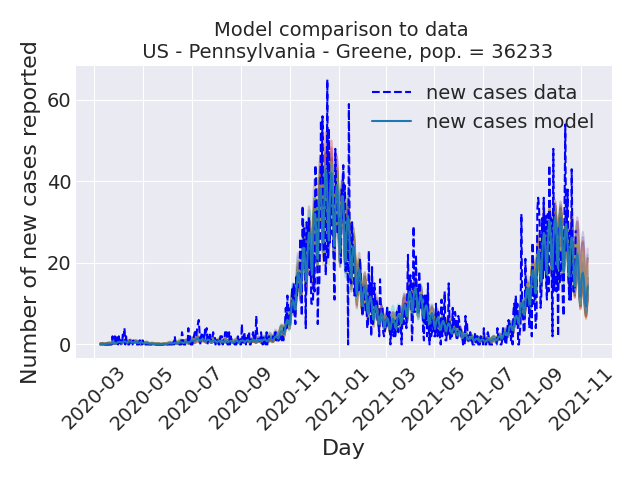 Model comparison to data
US - Pennsylvania - Greene, pop. = 36233
Number of new cases reported
60
40
20
0
new cases data
new cases model
2020-03
2020-05
2020-07
2020-09
2020-11
2021-01
2021-03
2021-05
2021-07
2021-09
2021-11
Day